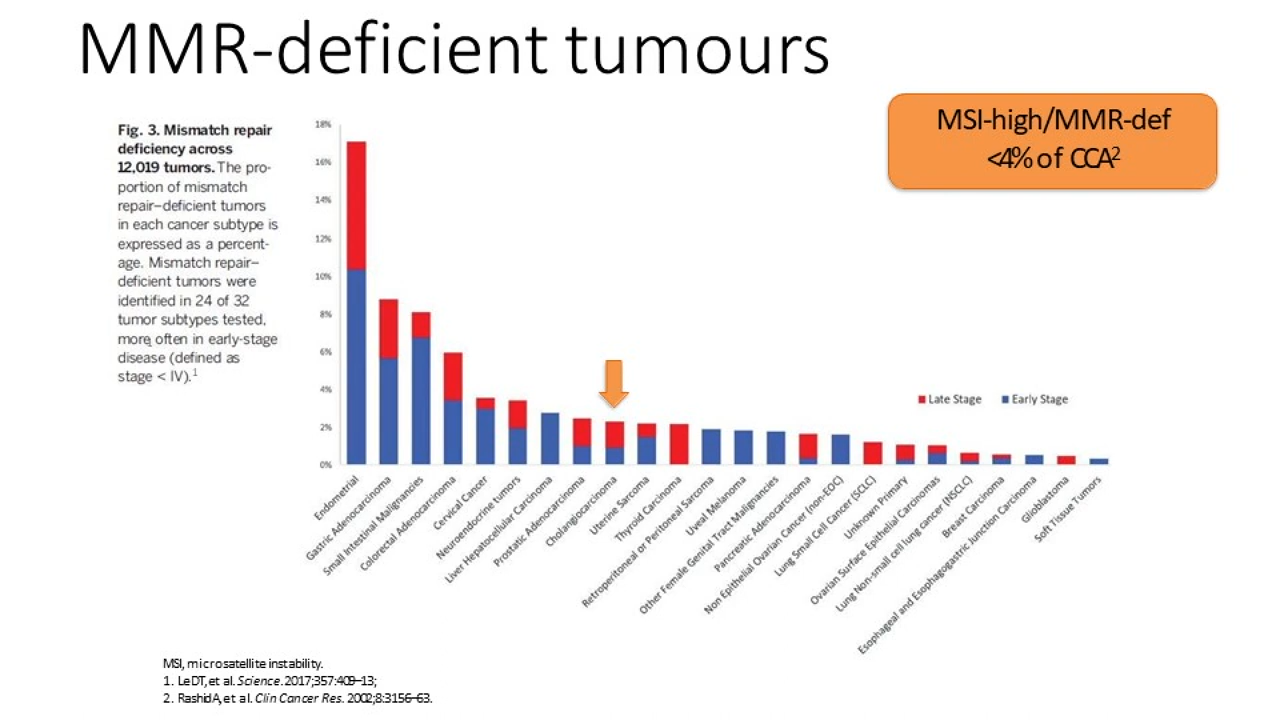 MMR-deficient tumours
MSI-high/MMR-def
<4% of CCA2
Fig. 3. Mismatch repair
deficiency across
12,019 tumors. The pro-
portion of mismatch
repair–deficient tumors
in each cancer subtype is
expressed as a percent-
age. Mismatch repair–
deficient tumors were
identified in 24 of 32
tumor subtypes tested,
more often in early-stage
disease (defined as
stage < IV).1
18%
16%
14%
12%
10%
8%
6%
4%
2%
0%
Late Stage
Early Stage
Endometrial
Gastric Adenocarcinoma
Small Intestinal Malignancies
Colorectal Adenocarcinoma
Cervical Cancer
Neuroendocrine tumors
Liver Hepatocellular Carcinoma
Prostatic Adenocarcinoma
Cholangiocarcinoma
Uterine Sarcoma
Thyroid Carcinoma
Retroperitoneal or Peritoneal Sarcoma
Uveal Melanoma
Other Female Genital Tract Malignancies
Pancreatic Adenocarcinoma
Non Epithelial Ovarian Cancer (non-EOC)
Lung Small Cell Cancer (SCLC)
Unknown Primary
Ovarian Surface Epithelial Carcinomas
Lung Non-small cell lung cancer (NSCLC)
Breast Carcinoma
Esophageal and Esophagogastric Junction Carcinoma
Glioblastoma
Soft Tissue Tumors
MSI, microsatellite instability.
1. Le DT, et al. Science. 2017;357:409–13;
2. Rashid A, et al. Clin Cancer Res. 2002;8:3156–63.